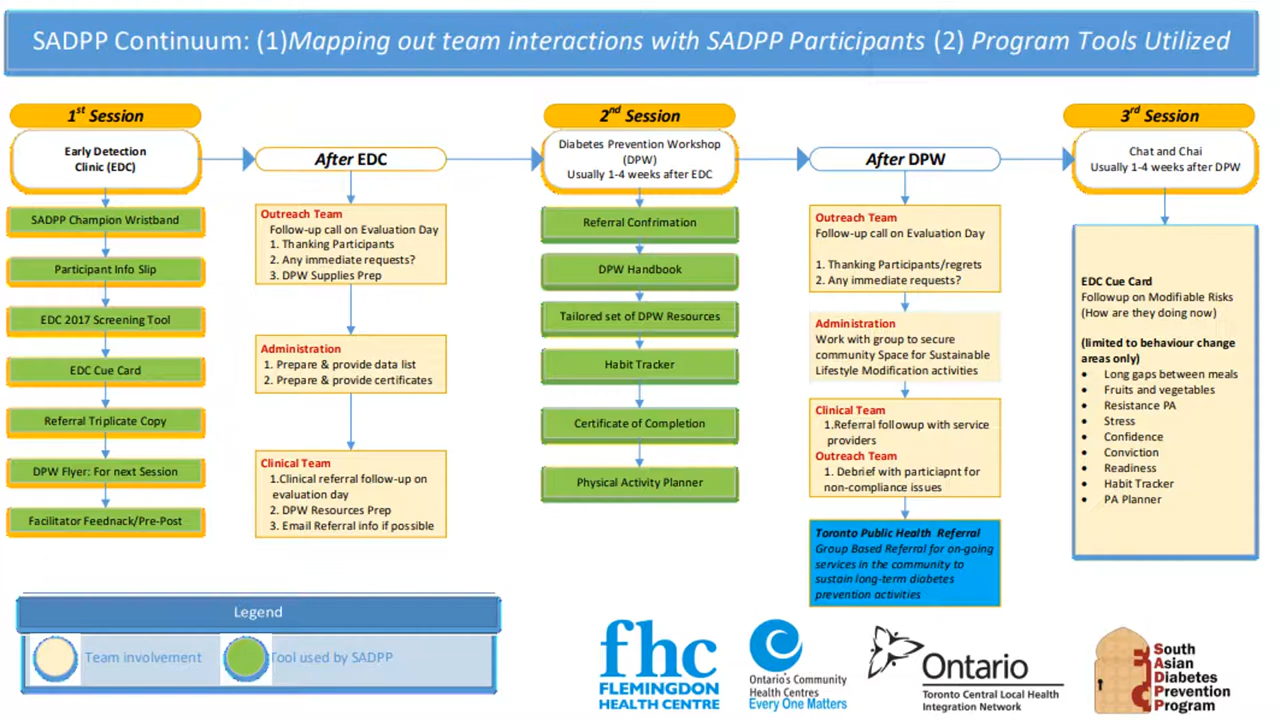 SADPP Continuum: (1)Mapping out team interactions with SADPP Participants (2) Program Tools Utilized
1st Session
Early Detection
Clinic (EDC)
SADPP Champion Wristband
Participant Info Slip
EDC 2017 Screening Tool
EDC Cue Card
Referral Triplicate Copy
DPW Flyer: For next Session
Facilitator Feednack/Pre-Post
After EDC
Outreach Team
Follow-up call on Evaluation Day
1. Thanking Participants
2. Any immediate requests?
3. DPW Supplies Prep
Administration
1. Prepare & provide data list
2. Prepare & provide certificates
Clinical Team
1.Clinical referral follow-up on
evaluation day
2. DPW Resources Prep
3. Email Referral info if possible
2nd Session
Diabetes Prevention Workshop
(DPW)
Usually 1-4 weeks after EDC
Referral Confrimation
DPW Handbook
Tailored set of DPW Resources
Habit Tracker
Certificate of Completion
Physical Activity Planner
After DPW
Outreach Team
Follow-up call on Evaluation Day
1. Thanking Participants/regrets
2. Any immediate requests?
Administration
Work with group to secure
community Space for Sustainable
Lifestyle Modification activities
Clinical Team
1.Referral followup with service
providers
Outreach Team
1. Debrief with particiapnt for
non-compliance issues
Toronto Public Health Referral
Group Based Referral for on-going
services in the community to
sustain long-term diabetes
prevention activities
3rd Session
Chat and Chai
Usually 1-4 weeks after DPW
EDC Cue Card
Followup on Modifiable Risks
(How are they doing now)
(limited to behaviour change
areas only)
• Long gaps between meals
• Fruits and vegetables
• Resistance PA
• Stress
• Confidence
• Conviction
• Readiness
• Habit Tracker
• PA Planner
Legend
Team involvement
Tool used by SADPP
fhc
FLEMINGDON
HEALTH CENTRE
Ontario's Community
Health Centres
Every One Matters
Ontario
Toronto Central Local Health
Integration Network
South
Asian
Diabetes
Prevention
Program